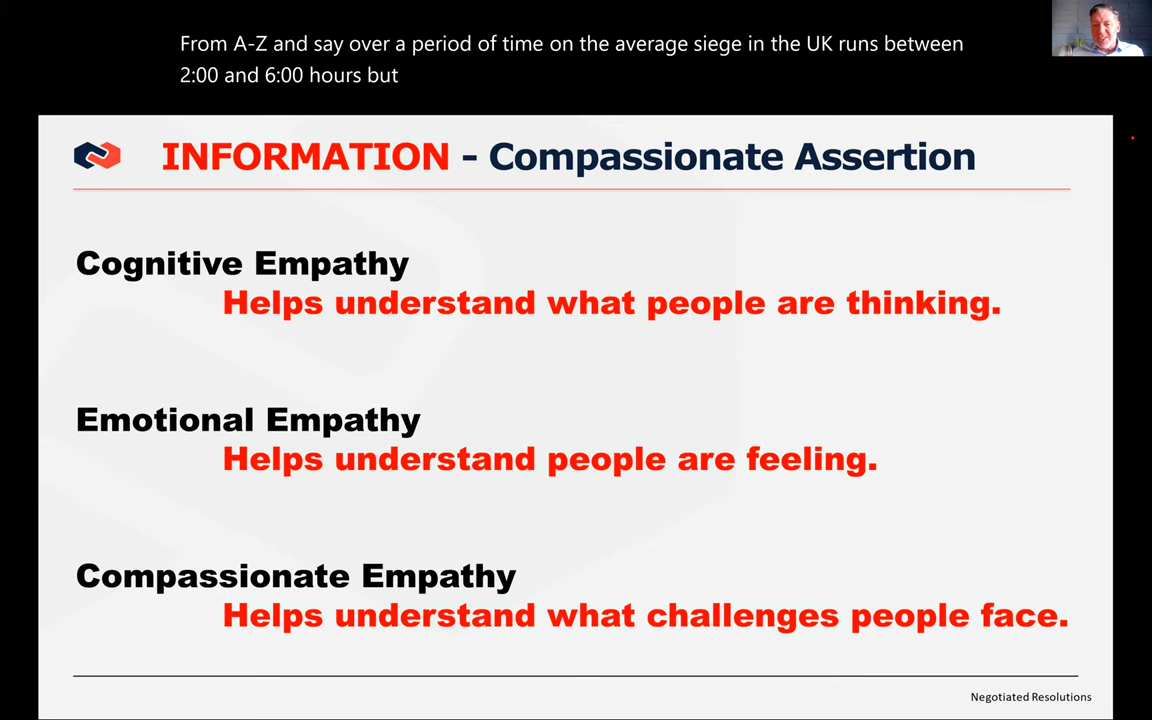 From A-Z and say over a period of time on the average siege in the UK runs between
2:00 and 6:00 hours but
INFORMATION - Compassionate Assertion
Cognitive Empathy
Helps understand what people are thinking.
Emotional Empathy
Helps understand people are feeling.
Compassionate Empathy
Helps understand what challenges people face.
Negotiated Resolutions